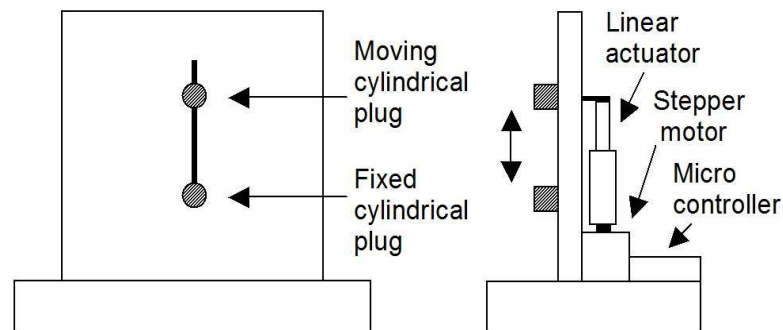 Moving
cylindrical
plug
Fixed
cylindrical
plug
Linear
actuator
Stepper
motor
Micro
controller